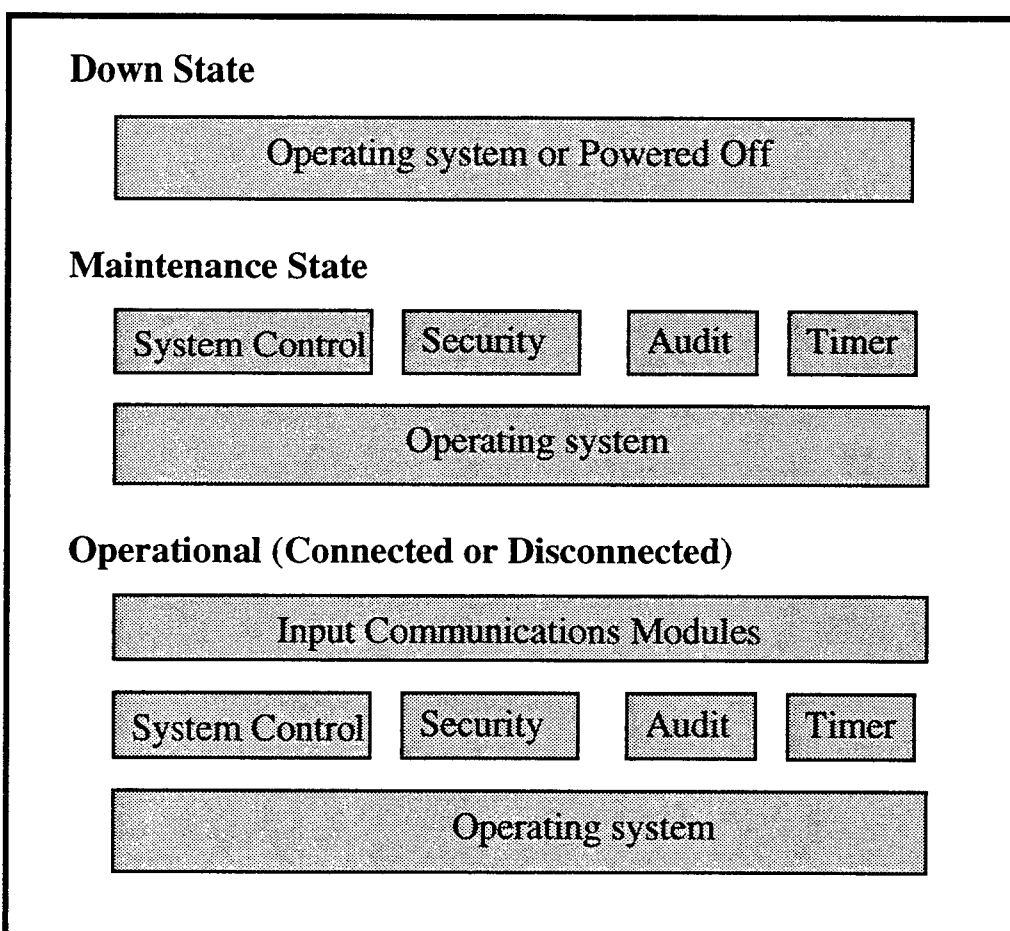 Down State
Operating system or Powered Off
Maintenance State
System Control Security Audit Timer
Operating system
Operational (Connected or Disconnected)
Input Communications Modules
System Control Security Audit Timer
Operating system